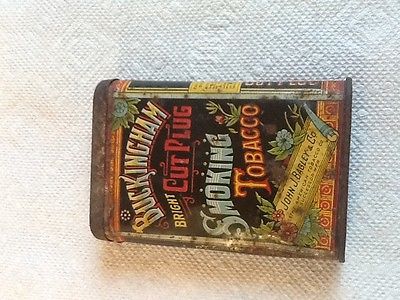 BUCKINGHAM
BRIGHT
CUT PLUG
SMOKING
TOBACCO
JOHN J. BAGLEY & CO.